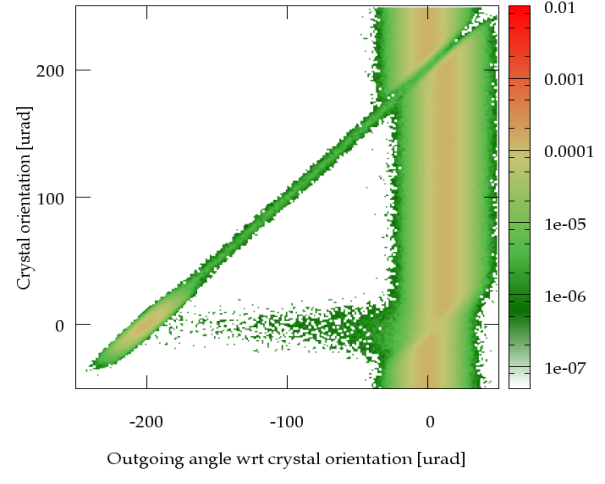 0.01
200
0.001
0.0001
Crystal orientation [urad]
100
1e-05
1e-06
0
1e-07
-200
-100
0
Outgoing angle wrt crystal orientation [urad]